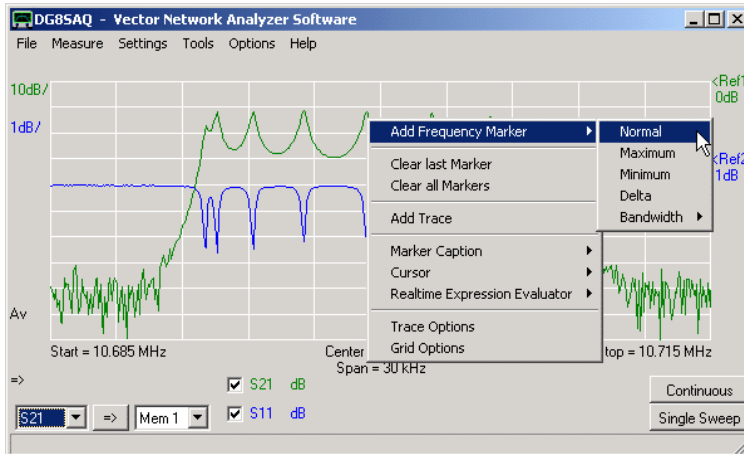 DG8SAQ - Vector Network Analyzer Software
File Measure Settings Tools Options Help
10dB/
1dB/
<Ref1
0dB
<Ref2
1dB
Add Frequency Marker
Clear last Marker
Clear all Markers
Add Trace
Marker Caption
Cursor
Realtime Expression Evaluator
Trace Options
Grid Options
Normal
Maximum
Minimum
Delta
Bandwidth
Av
Start = 10.685 MHz
Center
top = 10.715 MHz
Span = 30 kHz
=>
S21 dB
S11 dB
S21 => Mem 1
Continuous
Single Sweep